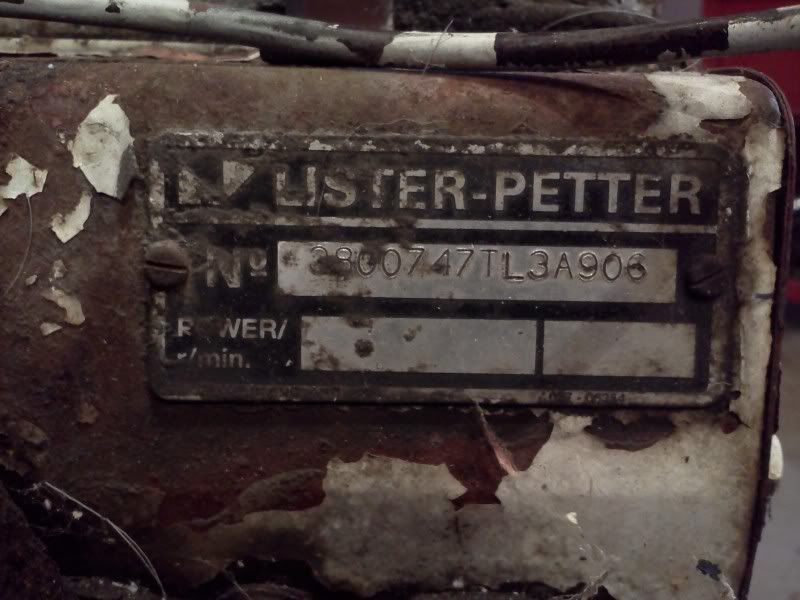 LISTER-PETTER
Nº 3800747TL3A906
POWER/
r/min.